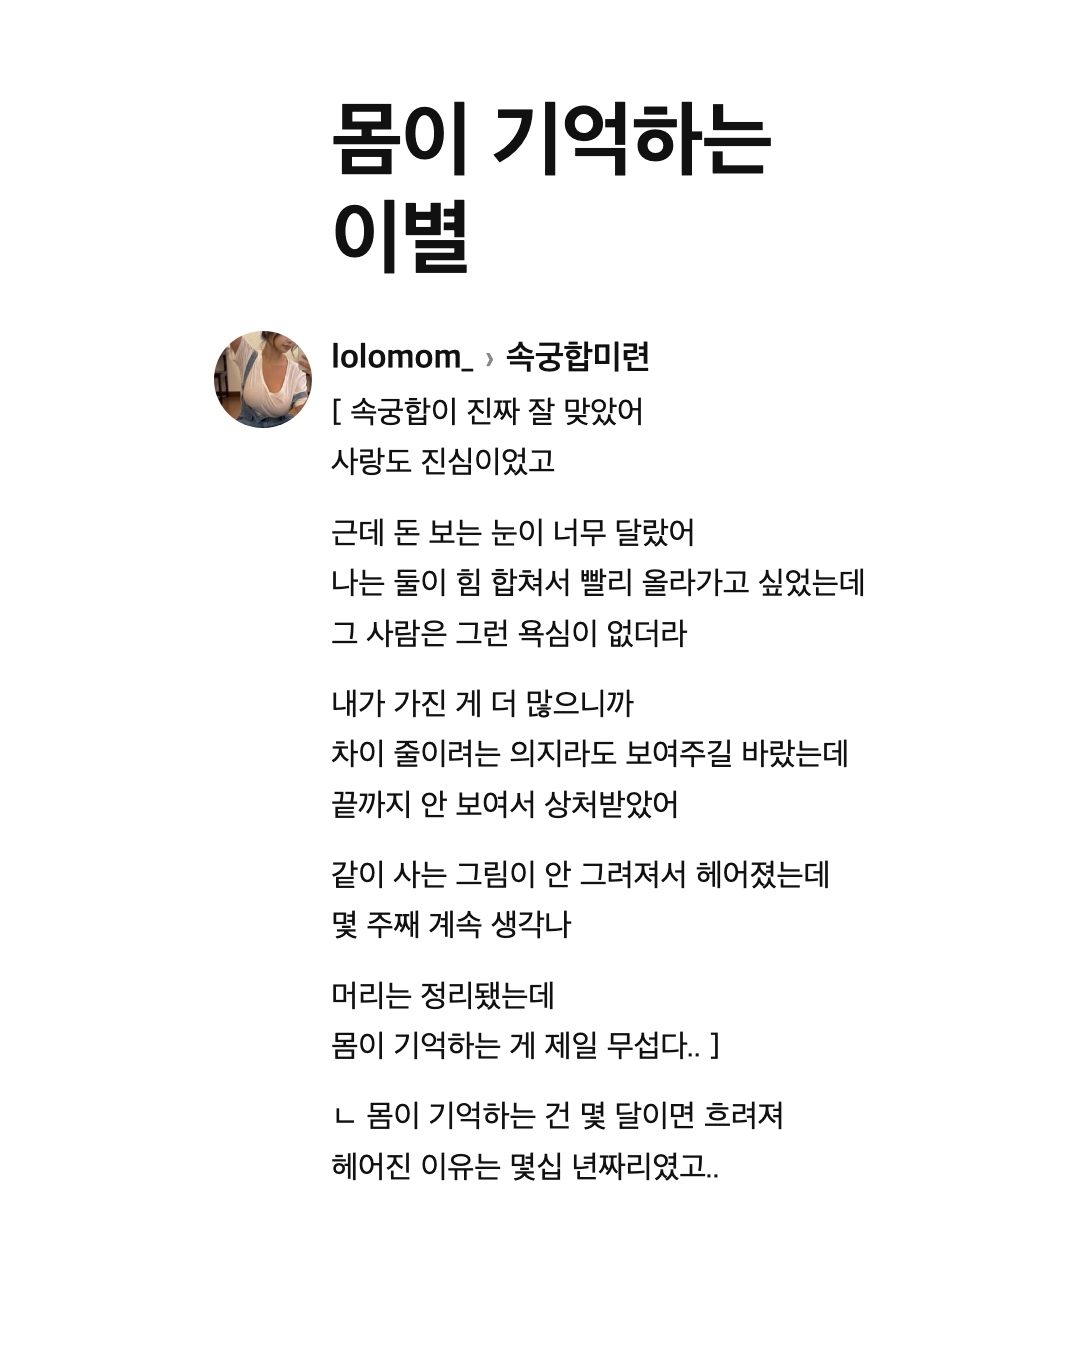 몸이 기억하는
이별
lolomom_ › 속궁합미련
[ 속궁합이 진짜 잘 맞았어
사랑도 진심이었고
근데 돈 보는 눈이 너무 달랐어
나는 둘이 힘 합쳐서 빨리 올라가고 싶었는데
그 사람은 그런 욕심이 없더라
내가 가진 게 더 많으니까
차이 줄이려는 의지라도 보여주길 바랐는데
끝까지 안 보여서 상처받았어
같이 사는 그림이 안 그려져서 헤어졌는데
몇 주째 계속 생각나
머리는 정리됐는데
몸이 기억하는 게 제일 무섭다.. ]
ㄴ 몸이 기억하는 건 몇 달이면 흐려져
헤어진 이유는 몇십 년짜리였고..